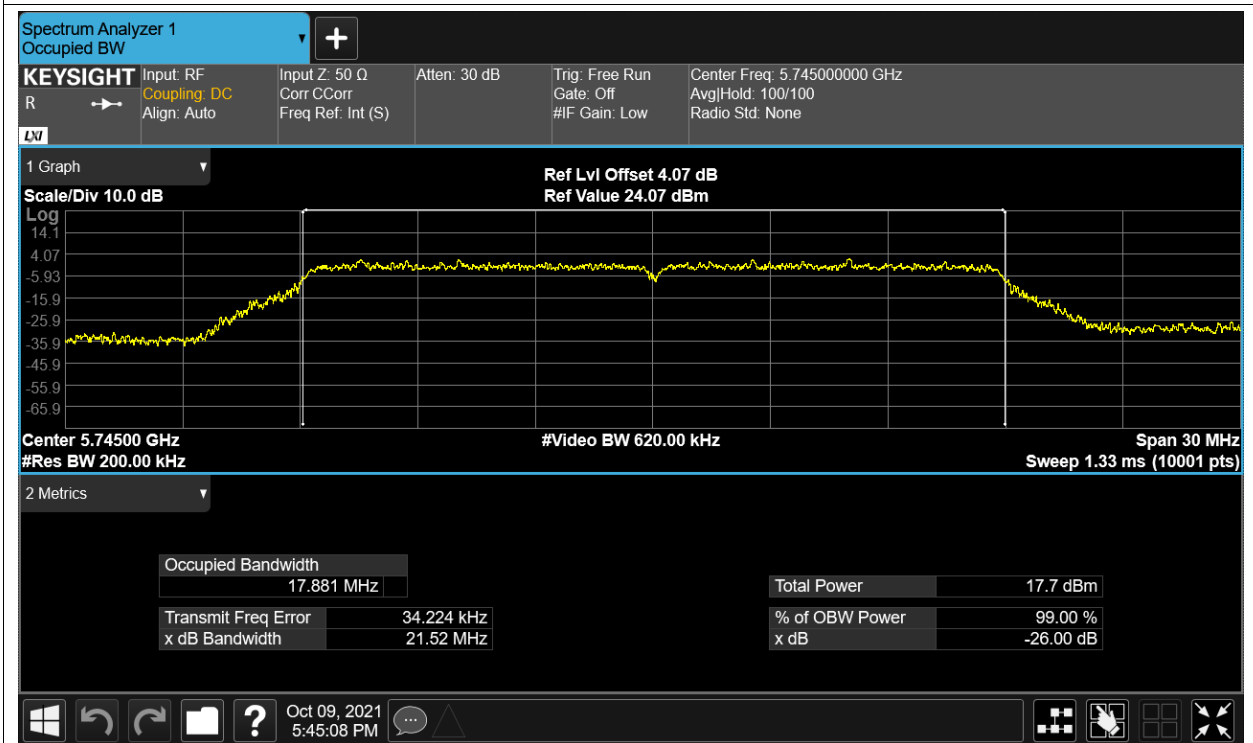 Spectrum Analyzer 1
Occupied BW
KEYSIGHT
R
LXI
Input: RF
Coupling: DC
Align: Auto
Input Z: 50 Ω
Corr CCorr
Freq Ref: Int (S)
Atten: 30 dB
Trig: Free Run
Gate: Off
#IF Gain: Low
Center Freq: 5.745000000 GHz
Avg|Hold: 100/100
Radio Std: None
1 Graph
Scale/Div 10.0 dB
Ref Lvl Offset 4.07 dB
Ref Value 24.07 dBm
Log
14.1
4.07
-5.93
-15.9
-25.9
-35.9
-45.9
-55.9
-65.9
Center 5.74500 GHz
#Video BW 620.00 kHz
Span 30 MHz
#Res BW 200.00 kHz
Sweep 1.33 ms (10001 pts)
2 Metrics
Occupied Bandwidth
17.881 MHz
Total Power 17.7 dBm
Transmit Freq Error 34.224 kHz
% of OBW Power 99.00 %
x dB Bandwidth 21.52 MHz
x dB -26.00 dB
?
Oct 09, 2021
5:45:08 PM